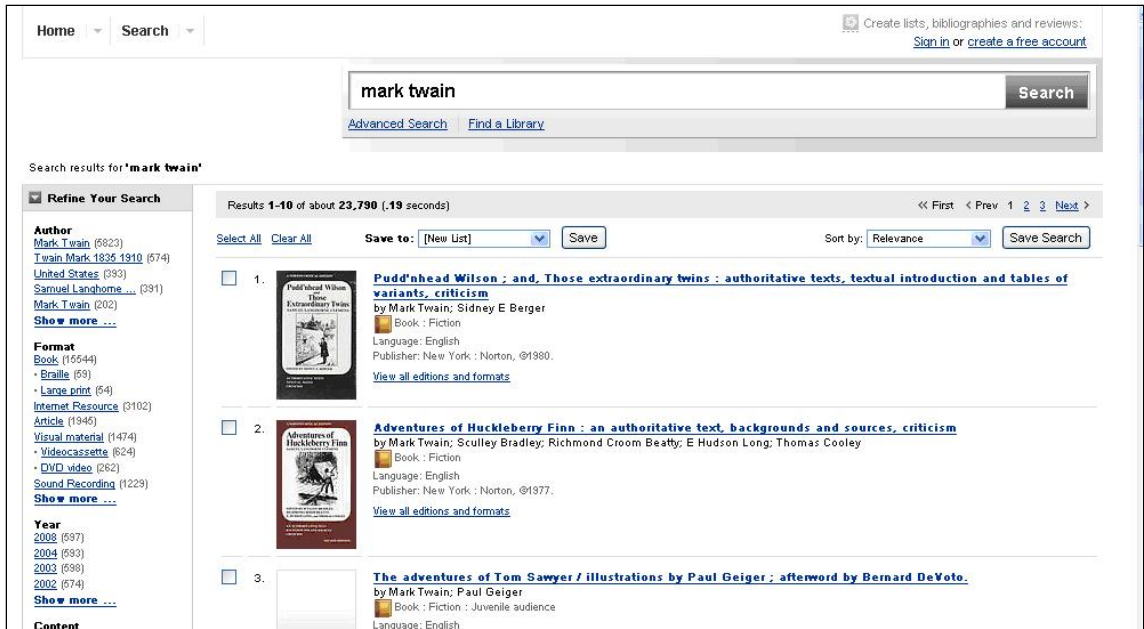 Home Search
Create lists, bibliographies and reviews:
Sign in or create a free account
mark twain Search
Advanced Search Find a Library
Search results for 'mark twain'
Refine Your Search
Author
Mark Twain (5823)
Twain Mark 1835 1910 (574)
United States (393)
Samuel Langhorne ... (391)
Mark Twain (202)
Show more ...
Format
Book (15544)
• Braille (59)
• Large print (54)
Internet Resource (3102)
Article (1945)
Visual material (1474)
• Videocassette (624)
• DVD video (262)
Sound Recording (1229)
Show more ...
Year
2008 (597)
2004 (593)
2003 (598)
2002 (574)
Show more ...
Content
Results 1-10 of about 23,790 (.19 seconds)
<< First < Prev 1 2 3 Next >
Select All Clear All Save to: [New List] Save
Sort by: Relevance Save Search
1.
Pudd'nhead Wilson
and
Those
Extraordinary Twins
Pudd'nhead Wilson ; and, Those extraordinary twins : authoritative texts, textual introduction and tables of
variants, criticism
by Mark Twain; Sidney E Berger
Book : Fiction
Language: English
Publisher: New York : Norton, ©1980.
View all editions and formats
2.
Adventures of
Huckleberry Finn
Adventures of Huckleberry Finn : an authoritative text, backgrounds and sources, criticism
by Mark Twain; Sculley Bradley; Richmond Croom Beatty; E Hudson Long; Thomas Cooley
Book : Fiction
Language: English
Publisher: New York : Norton, ©1977.
View all editions and formats
3.
The adventures of Tom Sawyer / illustrations by Paul Geiger ; afterword by Bernard DeVoto.
by Mark Twain; Paul Geiger
Book : Fiction : Juvenile audience
Language: English